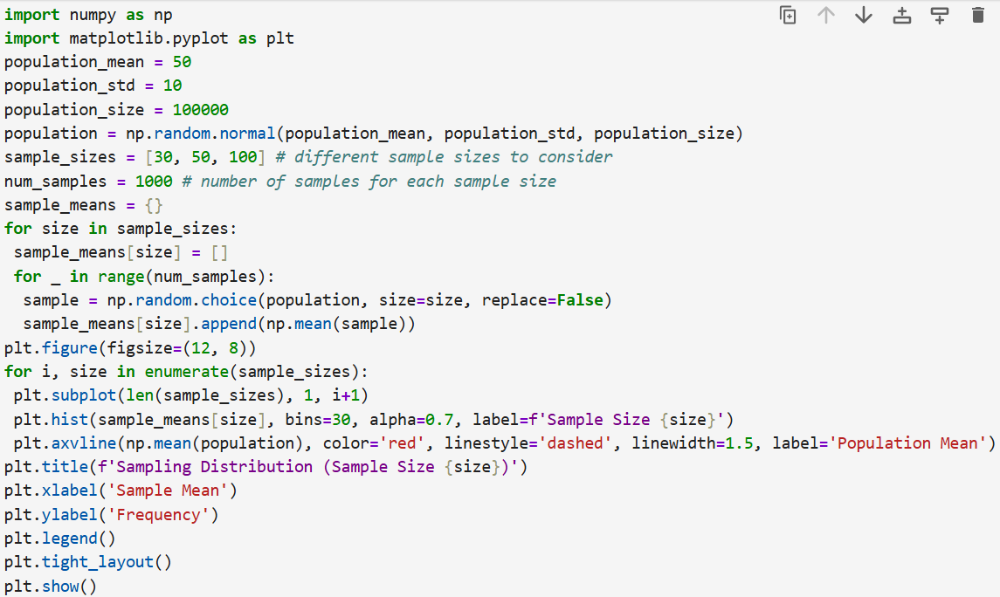 import numpy as np
import matplotlib.pyplot as plt
population_mean = 50
population_std = 10
population_size = 100000
population = np.random.normal(population_mean, population_std, population_size)
sample_sizes = [30, 50, 100] # different sample sizes to consider
num_samples = 1000 # number of samples for each sample size
sample_means = {}
for size in sample_sizes:
 sample_means[size] = []
 for _ in range(num_samples):
  sample = np.random.choice(population, size=size, replace=False)
  sample_means[size].append(np.mean(sample))
plt.figure(figsize=(12, 8))
for i, size in enumerate(sample_sizes):
 plt.subplot(len(sample_sizes), 1, i+1)
 plt.hist(sample_means[size], bins=30, alpha=0.7, label=f'Sample Size {size}')
 plt.axvline(np.mean(population), color='red', linestyle='dashed', linewidth=1.5, label='Population Mean')
plt.title(f'Sampling Distribution (Sample Size {size})')
plt.xlabel('Sample Mean')
plt.ylabel('Frequency')
plt.legend()
plt.tight_layout()
plt.show()